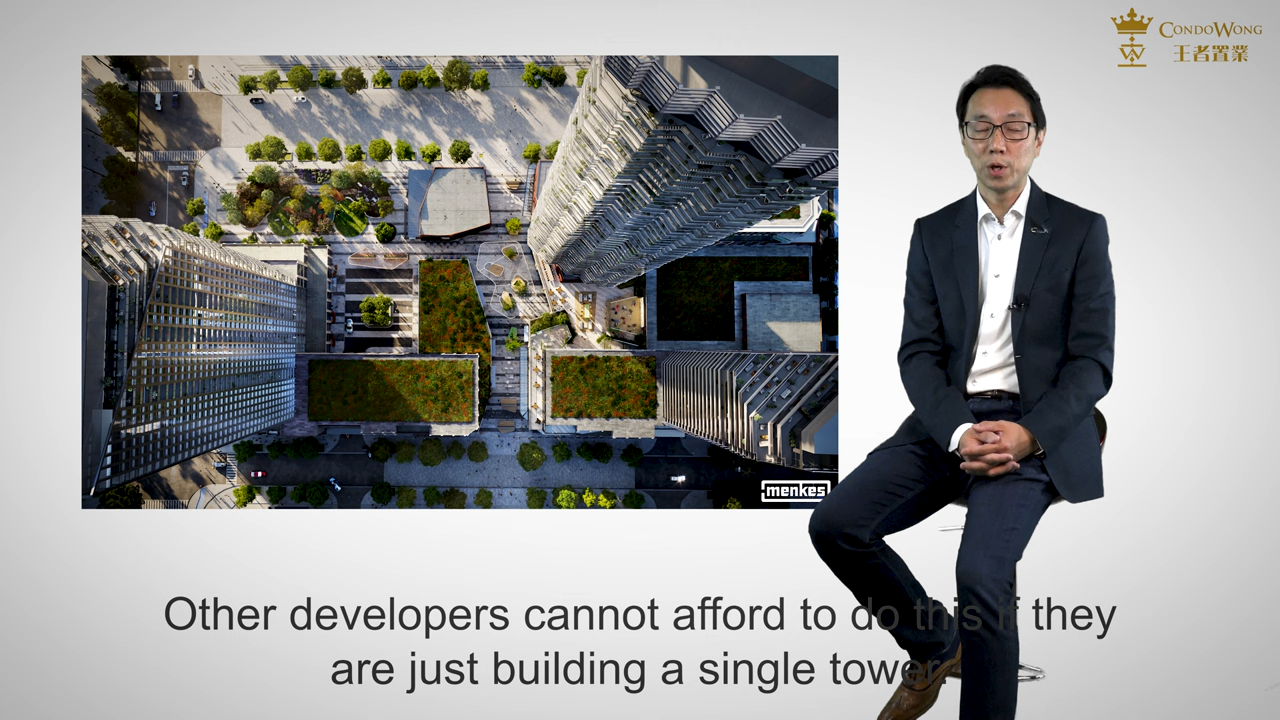 CONDOWONG
王者置業
menkes
Other developers cannot afford to do this if they
are just building a single tower.